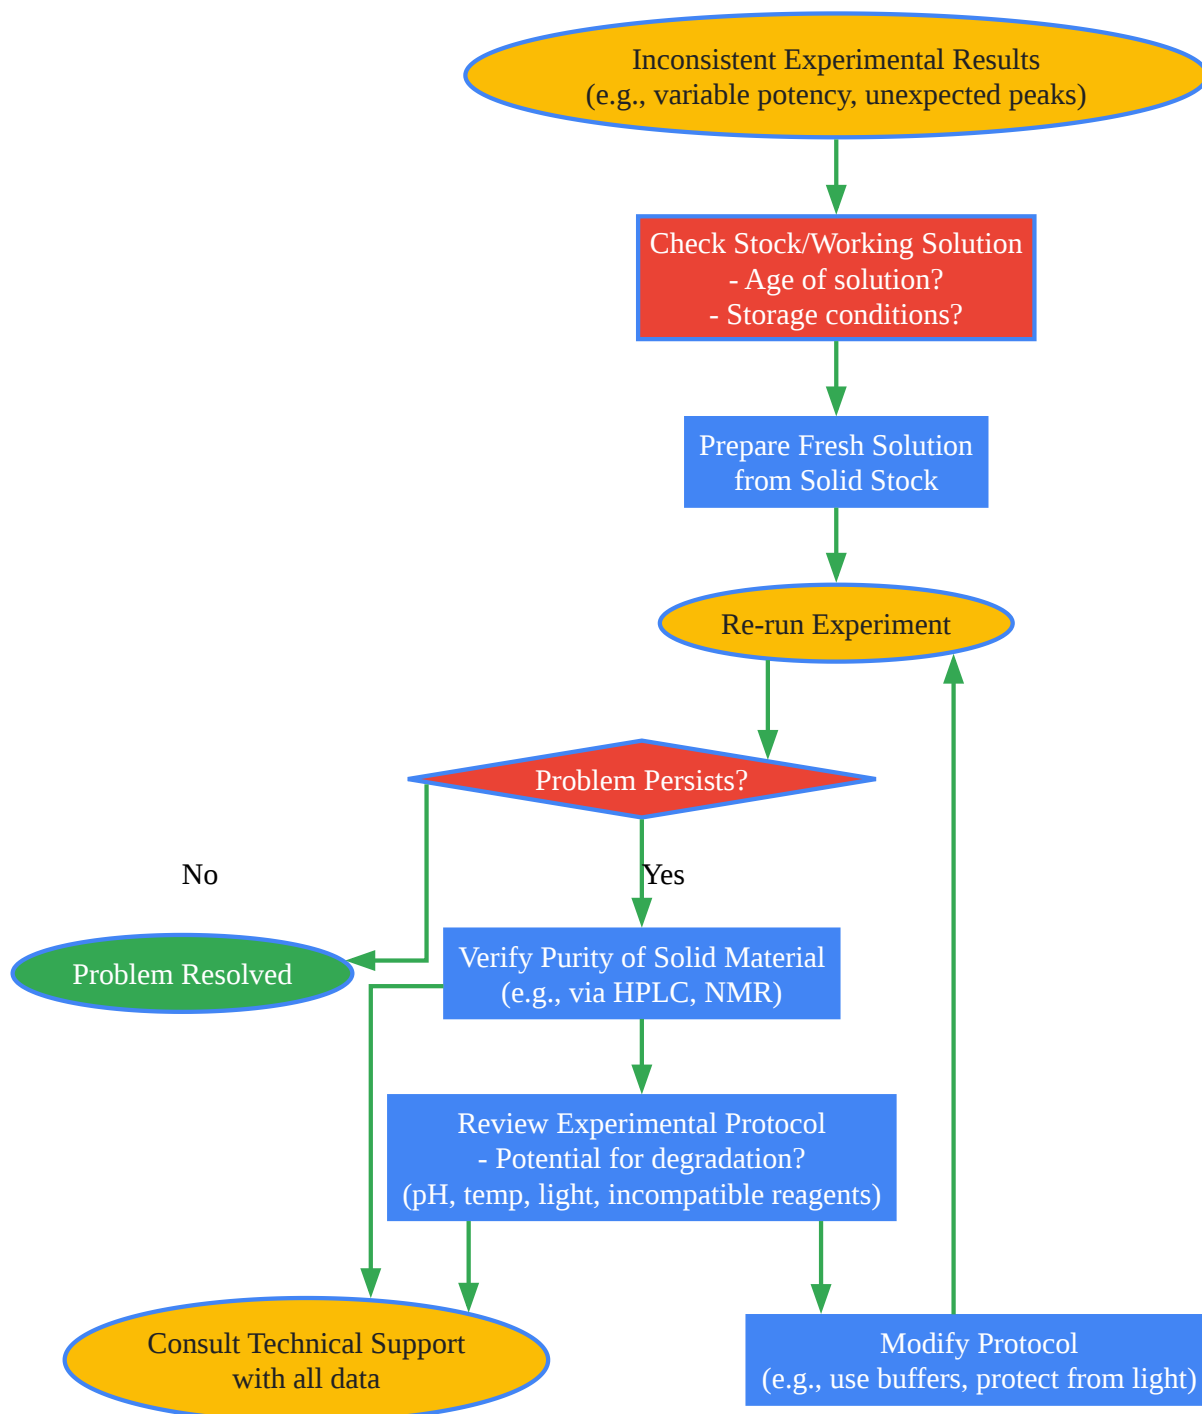 Inconsistent Experimental Results
(e.g., variable potency, unexpected peaks)
Check Stock/Working Solution
- Age of solution?
- Storage conditions?
Prepare Fresh Solution
from Solid Stock
Re-run Experiment
Problem Persists?
No
Yes
Problem Resolved
Verify Purity of Solid Material
(e.g., via HPLC, NMR)
Review Experimental Protocol
- Potential for degradation?
(pH, temp, light, incompatible reagents)
Consult Technical Support
with all data
Modify Protocol
(e.g., use buffers, protect from light)